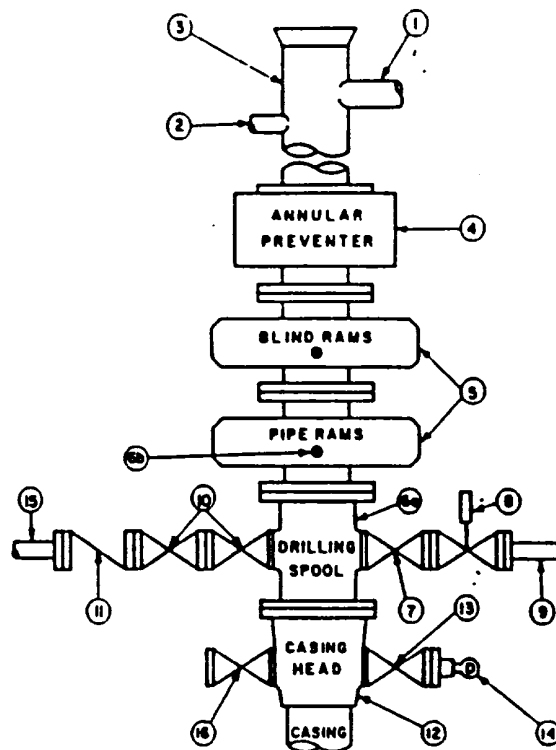 3
1
2
ANNULAR
PREVENTER
4
BLIND RAMS
5
PIPE RAMS
6b
15
10
6a
8
DRILLING
SPOOL
11
7
13
9
CASING
HEAD
16
12
14
CASING